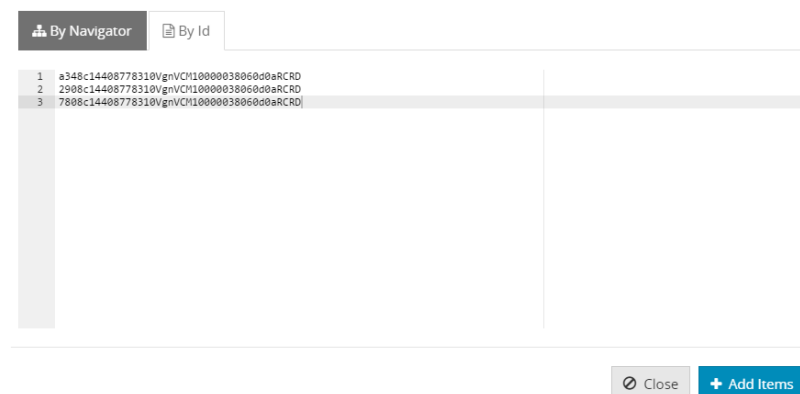 By Navigator By Id
1 a348c14408778310VgnVCM10000038060d0aRCRD
2 2908c14408778310VgnVCM10000038060d0aRCRD
3 7808c14408778310VgnVCM10000038060d0aRCRD
Close Add Items